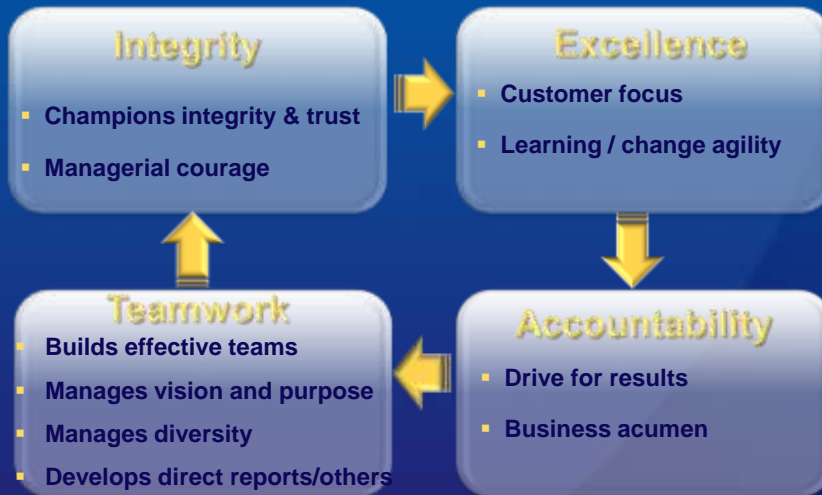 Integrity
▪ Champions integrity & trust
▪ Managerial courage
Excellence
▪ Customer focus
▪ Learning / change agility
Teamwork
▪ Builds effective teams
▪ Manages vision and purpose
▪ Manages diversity
▪ Develops direct reports/others
Accountability
▪ Drive for results
▪ Business acumen